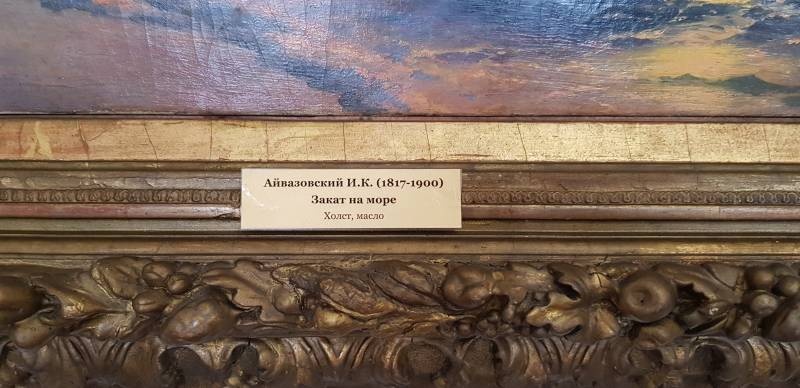 Айвазовский И.К. (1817-1900)
Закат на море
Холст, масло